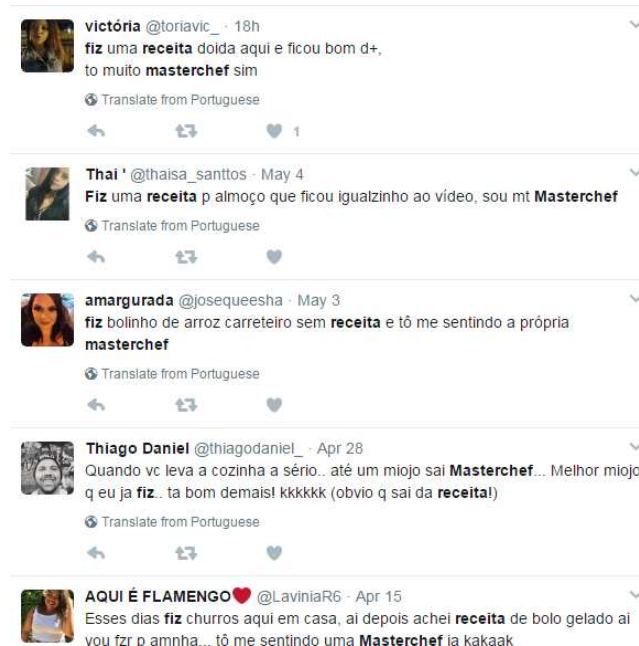 victória @toriavic_ · 18h
fiz uma receita doida aqui e ficou bom d+,
to muito masterchef sim
Translate from Portuguese
1
Thai ' @thaisa_santtos · May 4
Fiz uma receita p almoço que ficou igualzinho ao vídeo, sou mt Masterchef
Translate from Portuguese
amargurada @josequeesha · May 3
fiz bolinho de arroz carreteiro sem receita e tô me sentindo a própria
masterchef
Translate from Portuguese
Thiago Daniel @thiagodaniel_ · Apr 28
Quando vc leva a cozinha a sério.. até um miojo sai Masterchef... Melhor miojo
q eu ja fiz.. ta bom demais! kkkkkk (obvio q sai da receita!)
Translate from Portuguese
AQUI É FLAMENGO❤ @LaviniaR6 · Apr 15
Esses dias fiz churros aqui em casa, ai depois achei receita de bolo gelado ai
vou fzr p amnha... tô me sentindo uma Masterchef ja kakaak